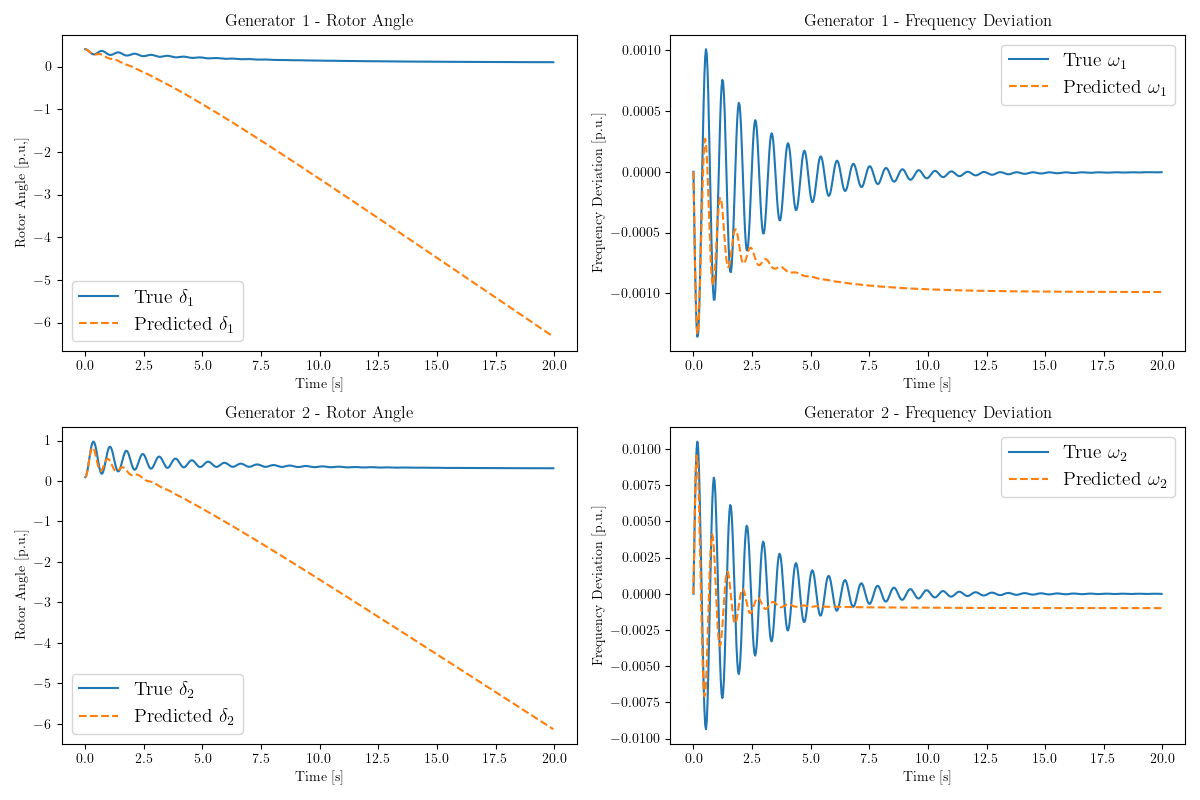 Generator 1 - Rotor Angle
Rotor Angle [p.u.]
0
−1
−2
−3
−4
−5
−6
True δ₁
Predicted δ₁
0.0 2.5 5.0 7.5 10.0 12.5 15.0 17.5 20.0
Time [s]
Generator 1 - Frequency Deviation
Frequency Deviation [p.u.]
0.0010
0.0005
0.0000
−0.0005
−0.0010
True ω₁
Predicted ω₁
0.0 2.5 5.0 7.5 10.0 12.5 15.0 17.5 20.0
Time [s]
Generator 2 - Rotor Angle
Rotor Angle [p.u.]
1
0
−1
−2
−3
−4
−5
−6
True δ₂
Predicted δ₂
0.0 2.5 5.0 7.5 10.0 12.5 15.0 17.5 20.0
Time [s]
Generator 2 - Frequency Deviation
Frequency Deviation [p.u.]
0.0100
0.0075
0.0050
0.0025
0.0000
−0.0025
−0.0050
−0.0075
−0.0100
True ω₂
Predicted ω₂
0.0 2.5 5.0 7.5 10.0 12.5 15.0 17.5 20.0
Time [s]